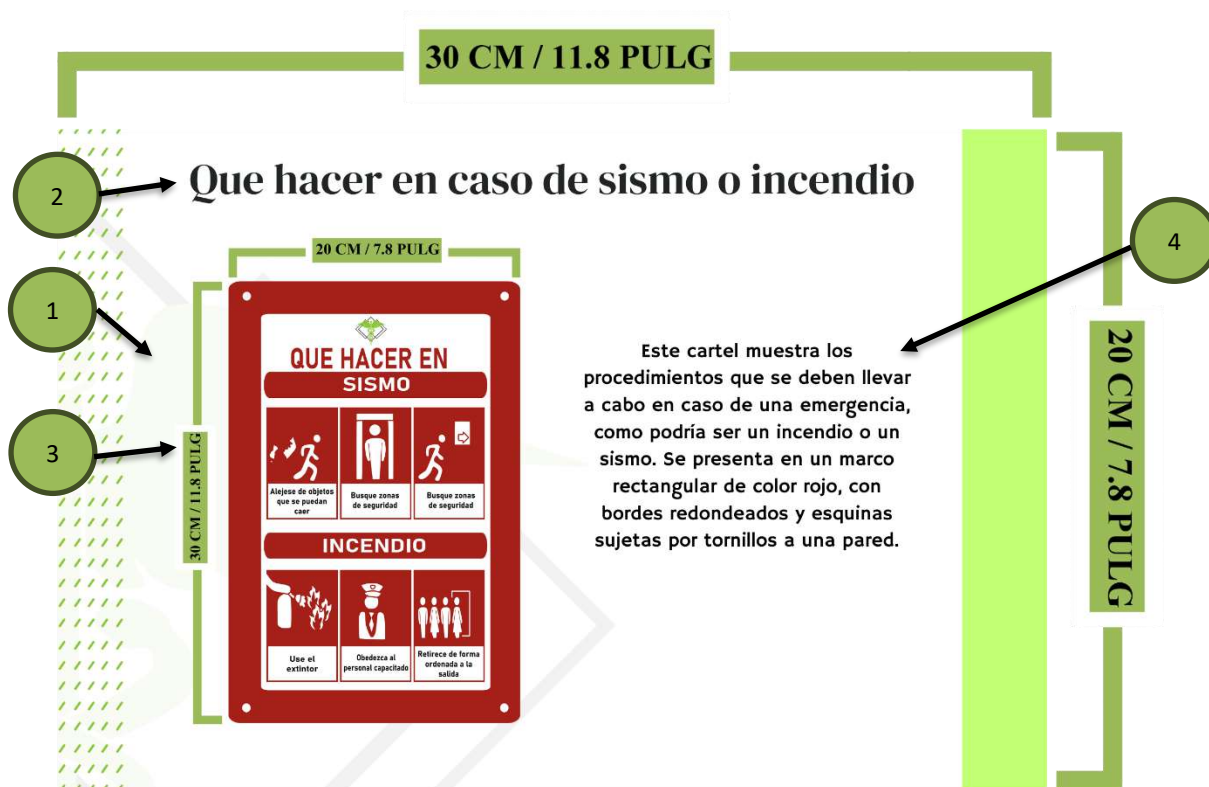 30 CM / 11.8 PULG
2
Que hacer en caso de sismo o incendio
4
20 CM / 7.8 PULG
1
3
30 CM / 11.8 PULG
QUE HACER EN
SISMO
Alejese de objetos
que se puedan
caer
Busque zonas
de seguridad
Busque zonas
de seguridad
INCENDIO
Use el
extintor
Obedezca al
personal capacitado
Retirece de forma
ordenada a la
salida
Este cartel muestra los
procedimientos que se deben llevar
a cabo en caso de una emergencia,
como podría ser un incendio o un
sismo. Se presenta en un marco
rectangular de color rojo, con
bordes redondeados y esquinas
sujetas por tornillos a una pared.
20 CM / 7.8 PULG